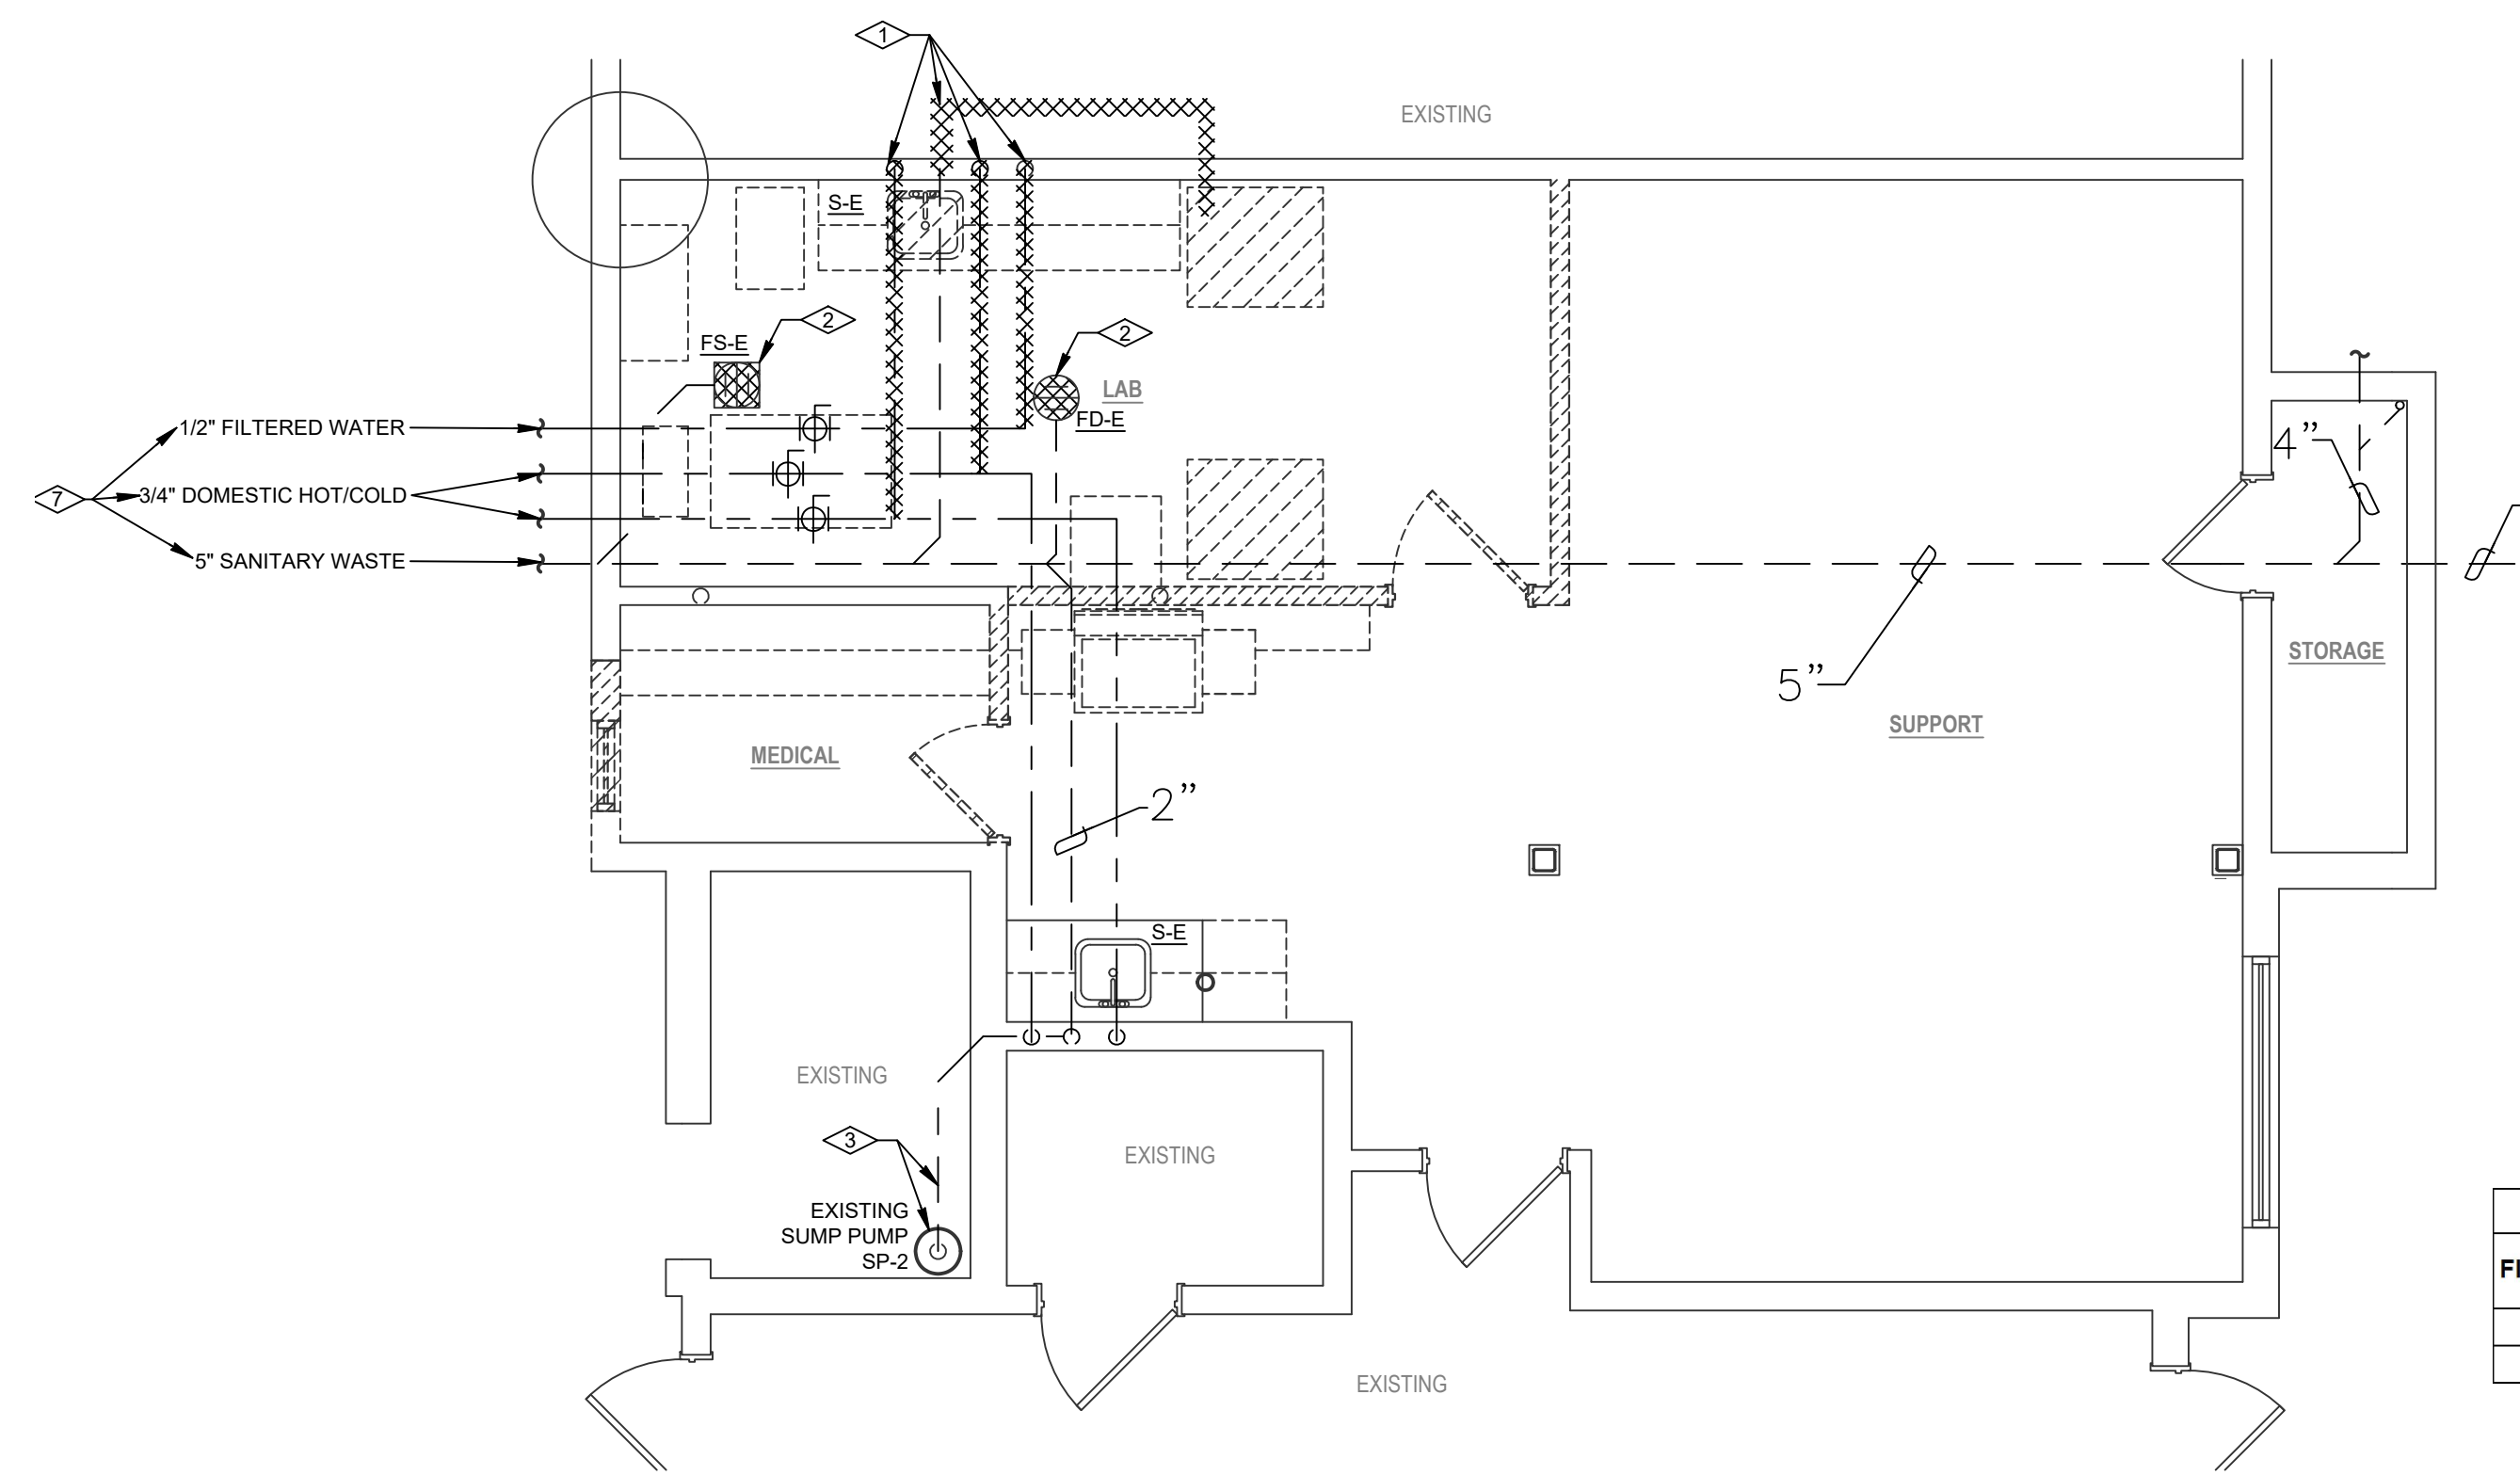 1
EXISTING
S-E
2
2
FS-E
LAB
FD-E
1/2" FILTERED WATER
7
3/4" DOMESTIC HOT/COLD
5" SANITARY WASTE
4”
STORAGE
5”
SUPPORT
MEDICAL
2”
S-E
EXISTING
3
EXISTING
EXISTING
SUMP PUMP
SP-2
EXISTING